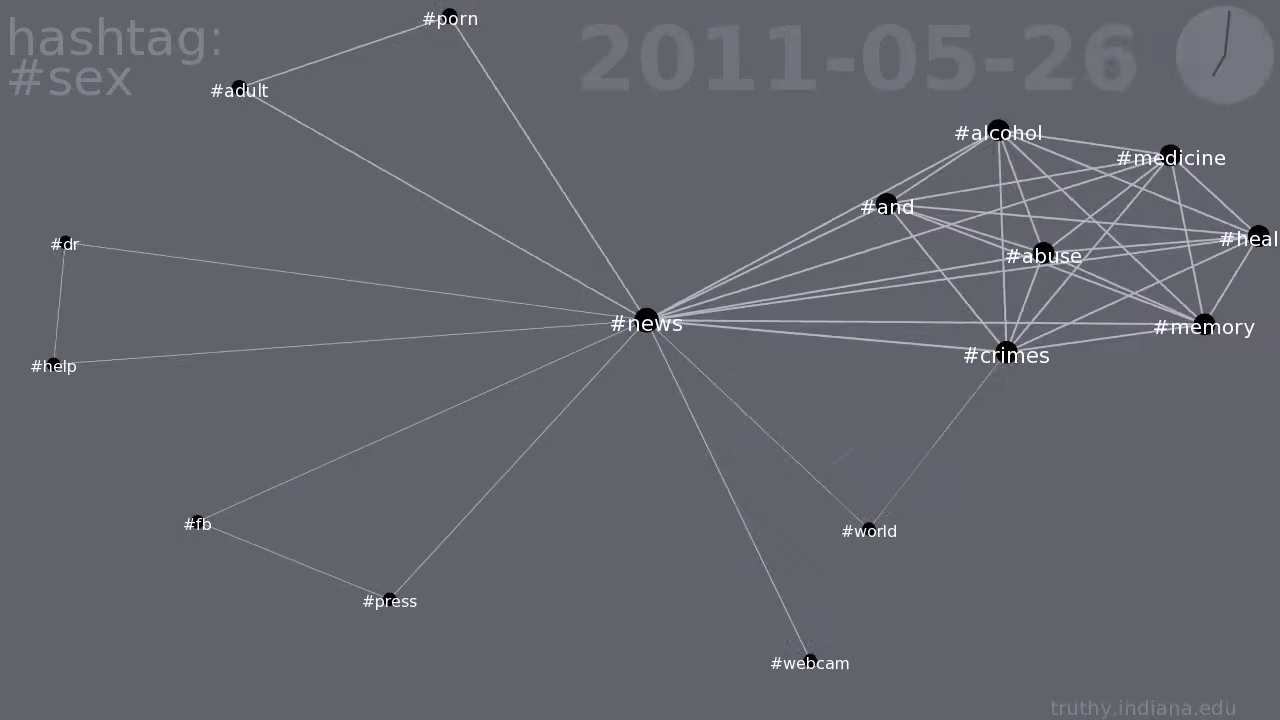 hashtag:
#sex
2011-05-26
#porn
#adult
#alcohol
#medicine
#and
#dr
#heal
#abuse
#news
#memory
#crimes
#help
#fb
#world
#press
#webcam
truthy.indiana.edu